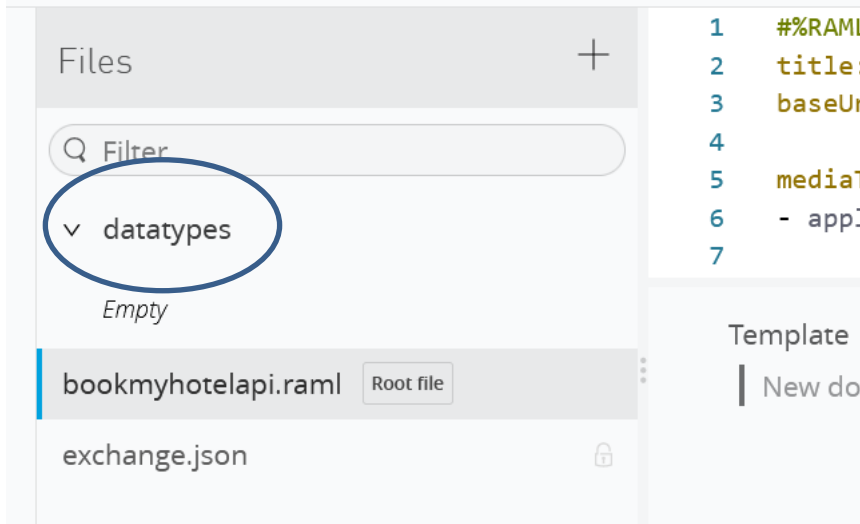 Files
Filter
datatypes
Empty
bookmyhotelapi.raml Root file
exchange.json
1 #%RAML
2 title:
3 baseUr
4
5 mediaT
6 - appl
7
Template
New do